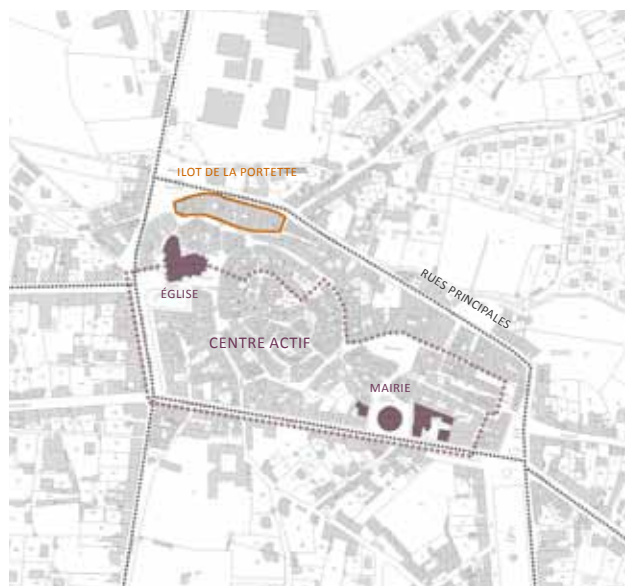 ILOT DE LA PORTETTE
RUES PRINCIPALES
ÉGLISE
CENTRE ACTIF
MAIRIE